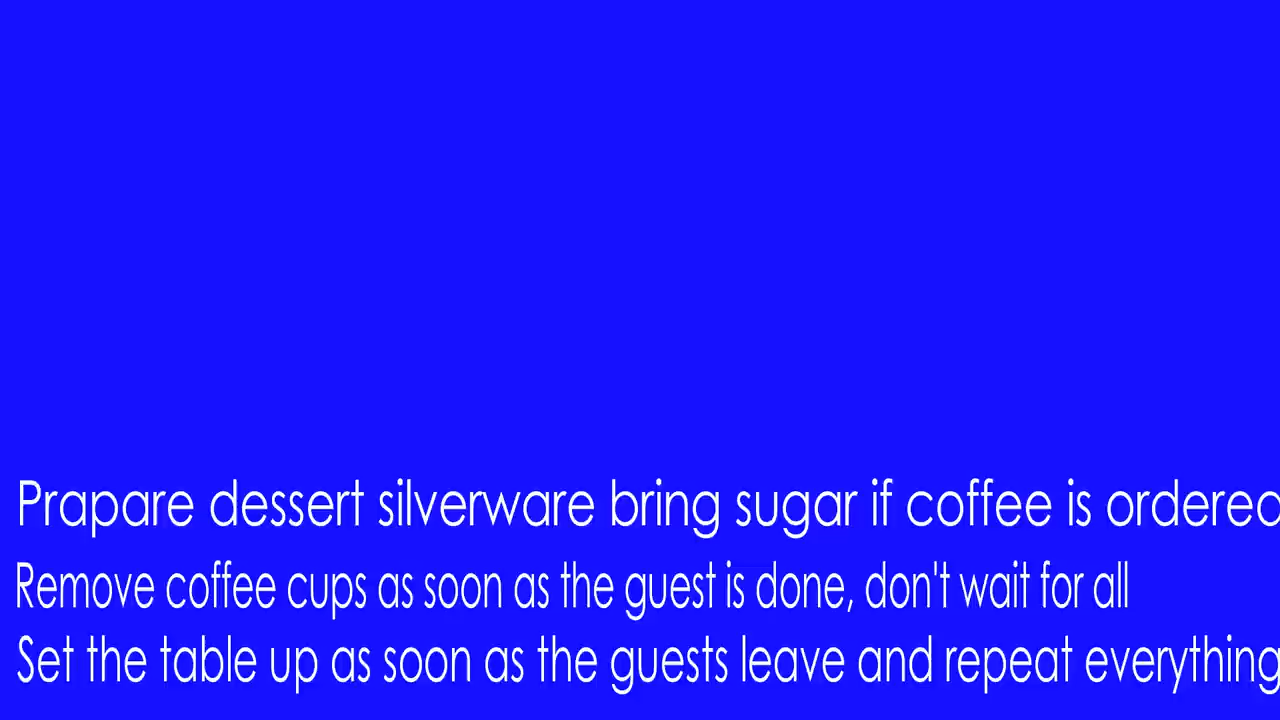 Prapare dessert silverware bring sugar if coffee is ordered
Remove coffee cups as soon as the guest is done, don't wait for all
Set the table up as soon as the guests leave and repeat everything